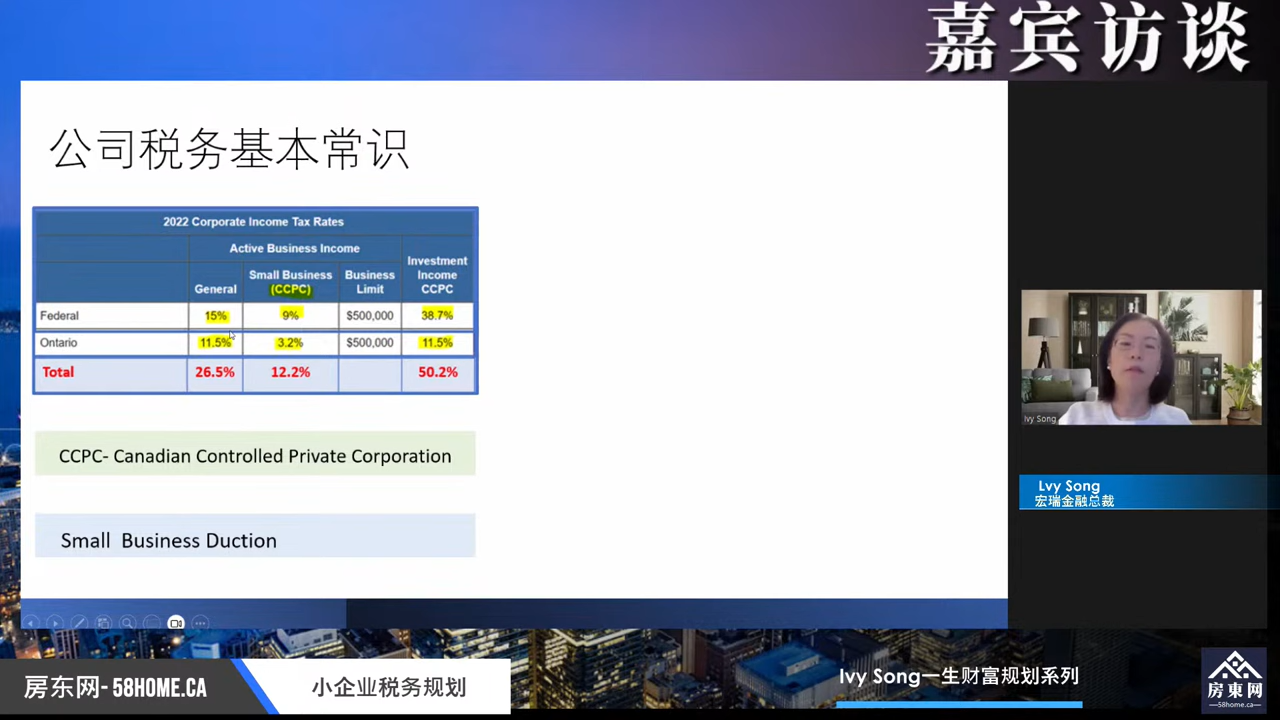 嘉宾访谈
公司税务基本常识
2022 Corporate Income Tax Rates
Active Business Income
Investment Income CCPC
General
Small Business (CCPC)
Business Limit
Federal 15% 9% $500,000 38.7%
Ontario 11.5% 3.2% $500,000 11.5%
Total 26.5% 12.2% 50.2%
CCPC- Canadian Controlled Private Corporation
Small Business Duction
Ivy Song
Lvy Song
宏瑞金融总裁
房东网- 58HOME.CA
小企业税务规划
Ivy Song一生财富规划系列
房東网
58home.ca